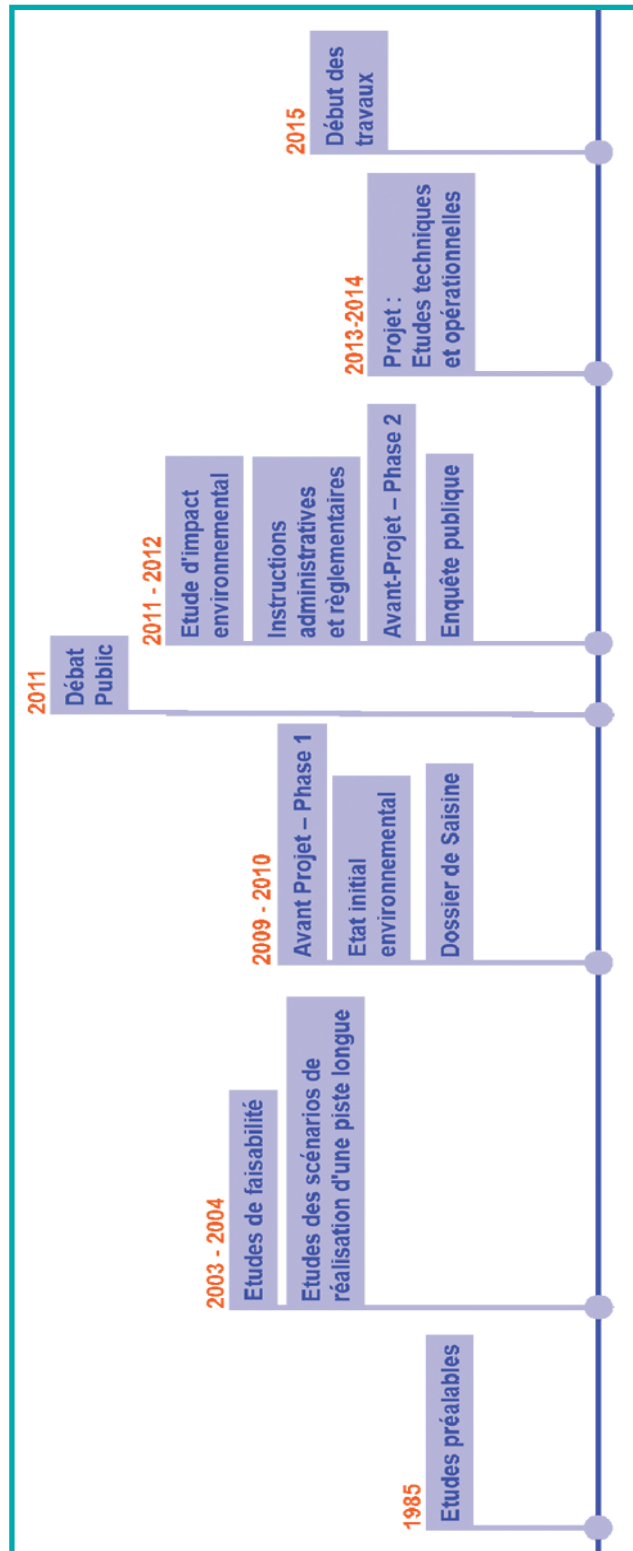 1985
Etudes préalables
2003 - 2004
Etudes de faisabilité
Etudes des scénarios de
réalisation d'une piste longue
2009 - 2010
Avant Projet – Phase 1
Etat initial
environnemental
Dossier de Saisine
2011
Débat
Public
2011 - 2012
Etude d'impact
environnemental
Instructions
administratives
et règlementaires
Avant-Projet – Phase 2
Enquête publique
2013-2014
Projet :
Etudes techniques
et opérationnelles
2015
Début des
travaux